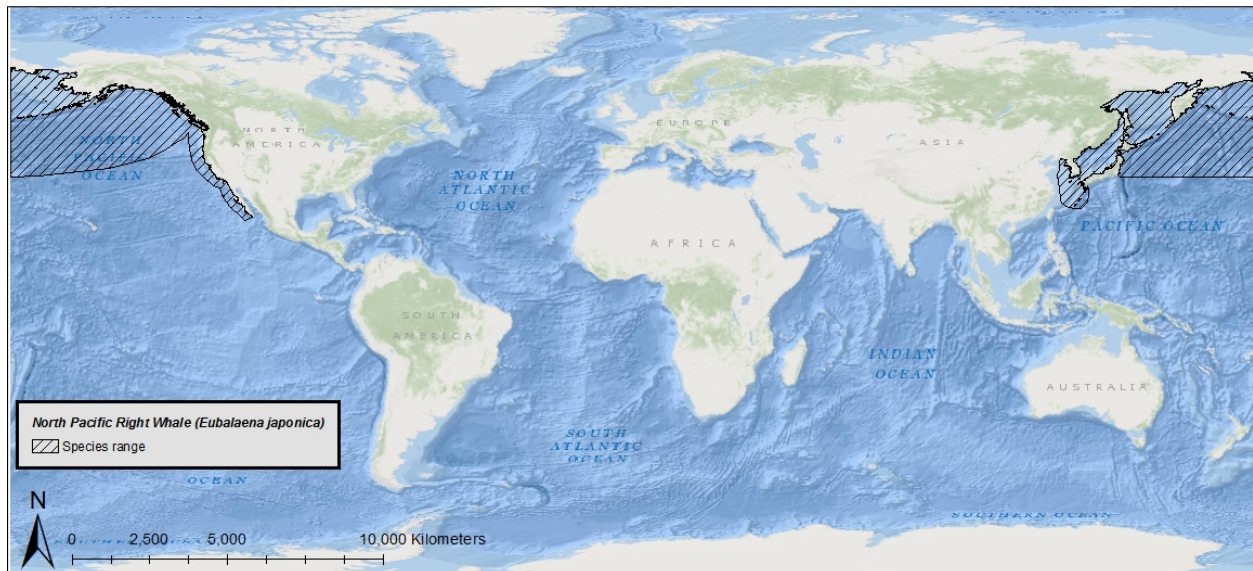 NORTH
AMERICA
EUROPE
ASIA
NORTH
PACIFIC
OCEAN
NORTH
ATLANTIC
OCEAN
PACIFIC OCEAN
AFRICA
SOUTH
AMERICA
INDIAN
OCEAN
AUSTRALIA
North Pacific Right Whale (Eubalaena japonica)
Species range
SOUTH
ATLANTIC
OCEAN
OCEAN
N
0 2,500 5,000 10,000 Kilometers
SOUTHERN OCEAN